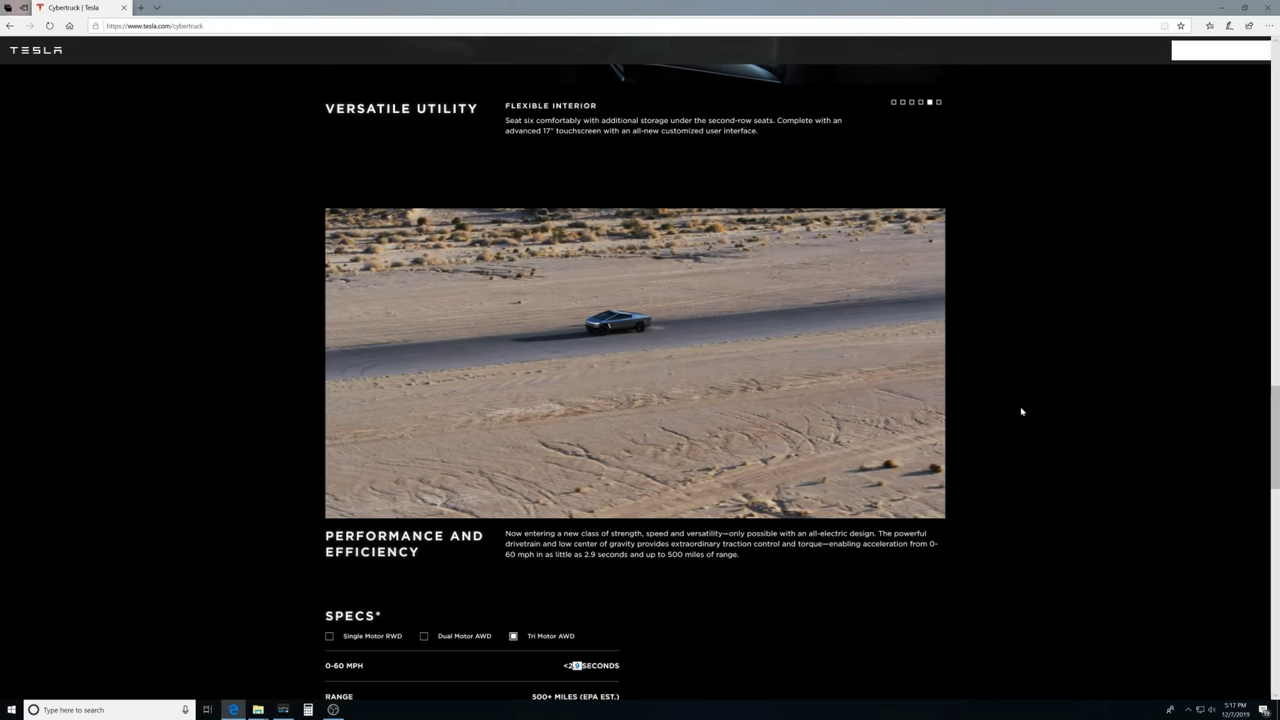 Cybertruck | Tesla
https://www.tesla.com/cybertruck
TESLA
VERSATILE UTILITY
FLEXIBLE INTERIOR
Seat six comfortably with additional storage under the second-row seats. Complete with an
advanced 17" touchscreen with an all-new customized user interface.
PERFORMANCE AND
EFFICIENCY
Now entering a new class of strength, speed and versatility—only possible with an all-electric design. The powerful
drivetrain and low center of gravity provides extraordinary traction control and torque—enabling acceleration from 0-
60 mph in as little as 2.9 seconds and up to 500 miles of range.
SPECS*
Single Motor RWD Dual Motor AWD Tri Motor AWD
0-60 MPH <2.9 SECONDS
RANGE 500+ MILES (EPA EST.)
Type here to search
5:17 PM
12/7/2019